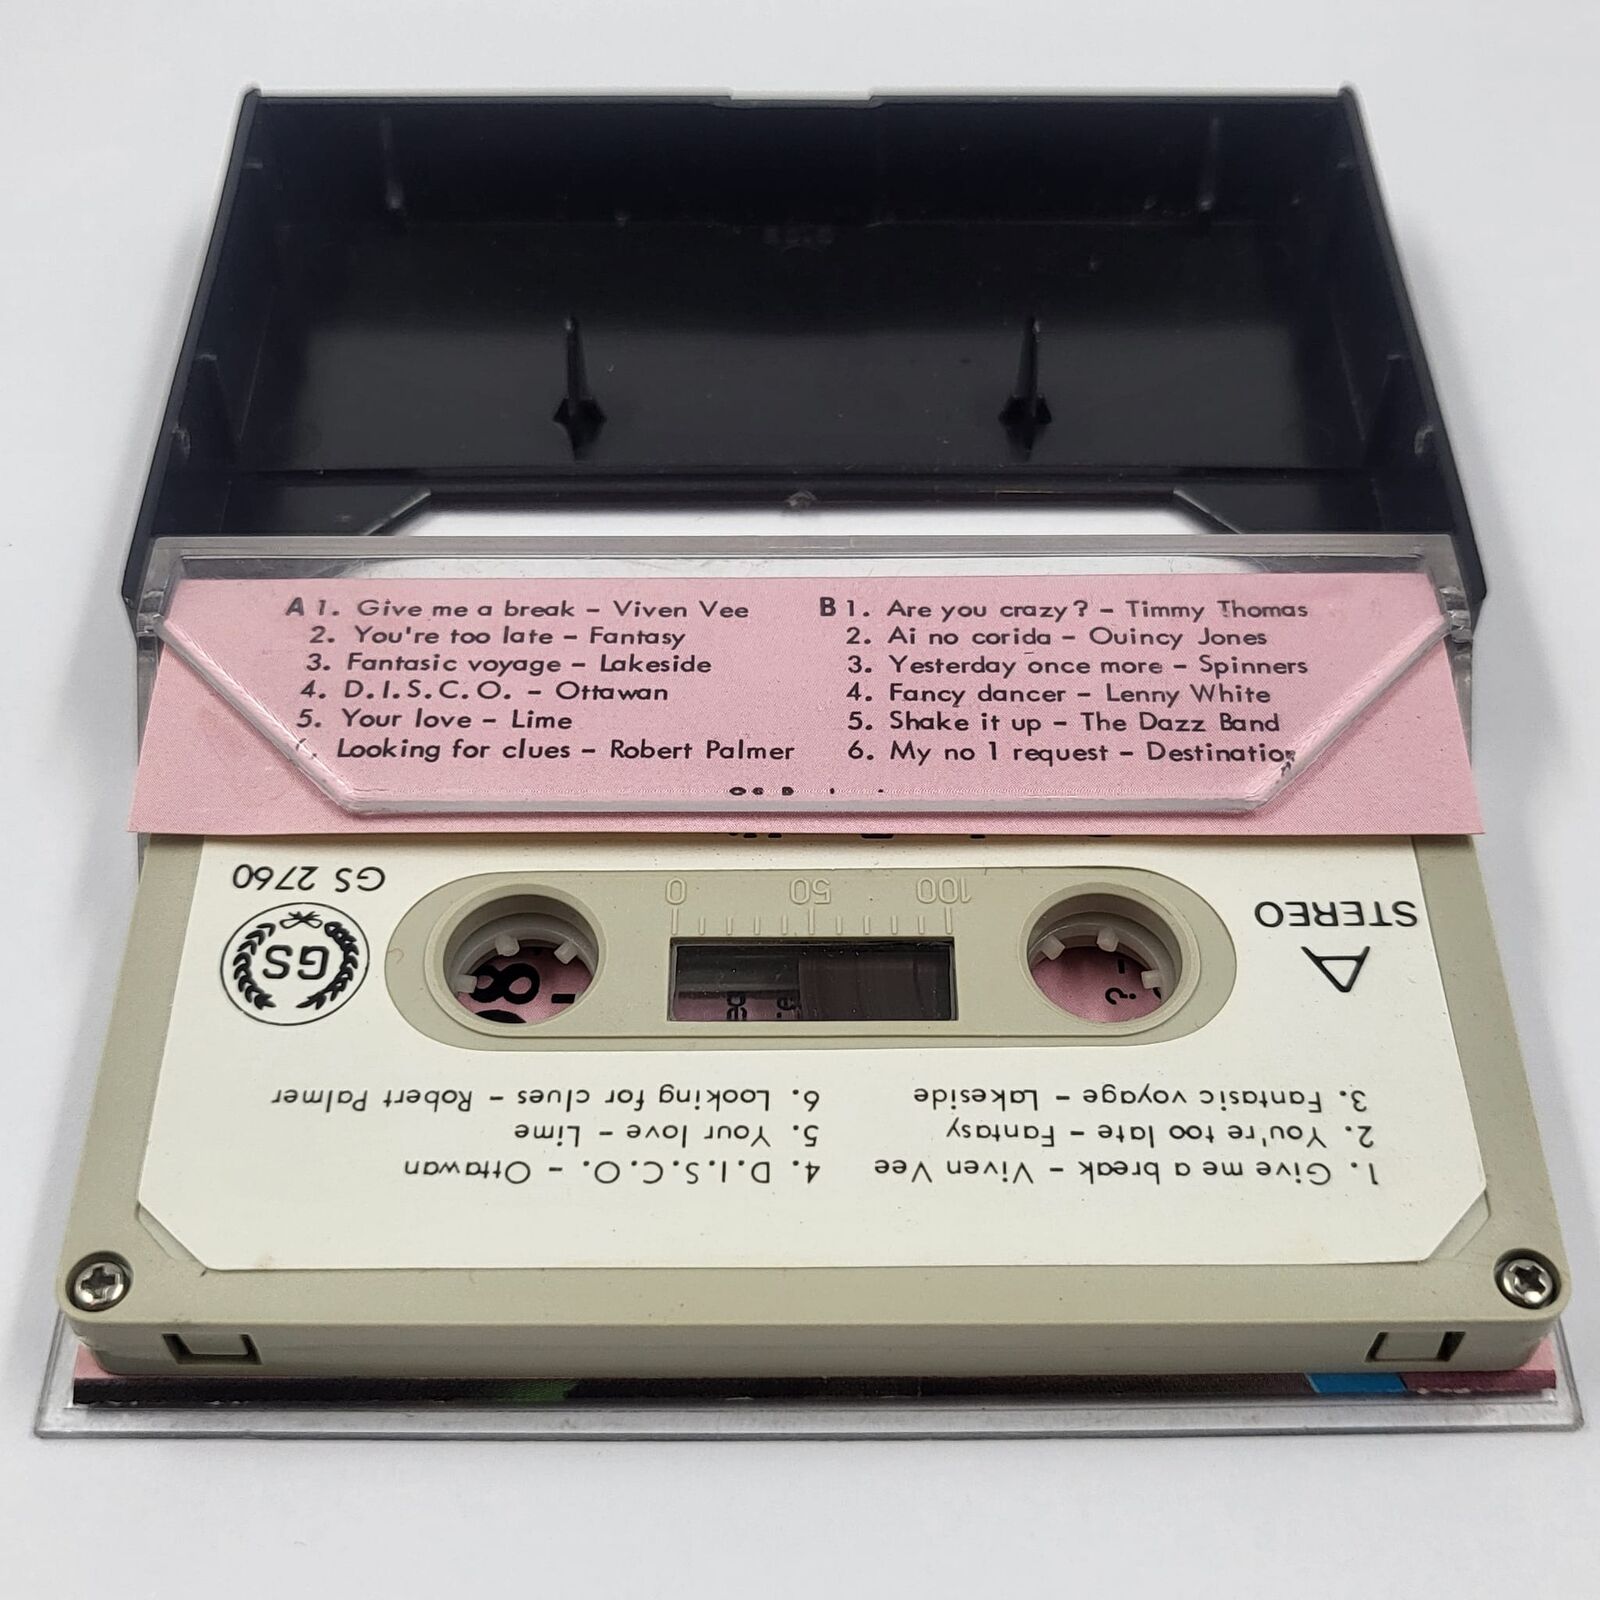 A 1. Give me a break - Viven Vee
2. You're too late - Fantasy
3. Fantasic voyage - Lakeside
4. D.I.S.C.O. - Ottawan
5. Your love - Lime
Looking for clues - Robert Palmer
B 1. Are you crazy? - Timmy Thomas
2. Ai no corida - Ouincy Jones
3. Yesterday once more - Spinners
4. Fancy dancer - Lenny White
5. Shake it up - The Dazz Band
6. My no 1 request - Destination
A
STEREO
0 50 100
GS 2760
GS
1. Give me a break - Viven Vee
2. You're too late - Fantasy
3. Fantasic voyage - Lakeside
4. D.I.S.C.O. - Ottawan
5. Your love - Lime
6. Looking for clues - Robert Palmer